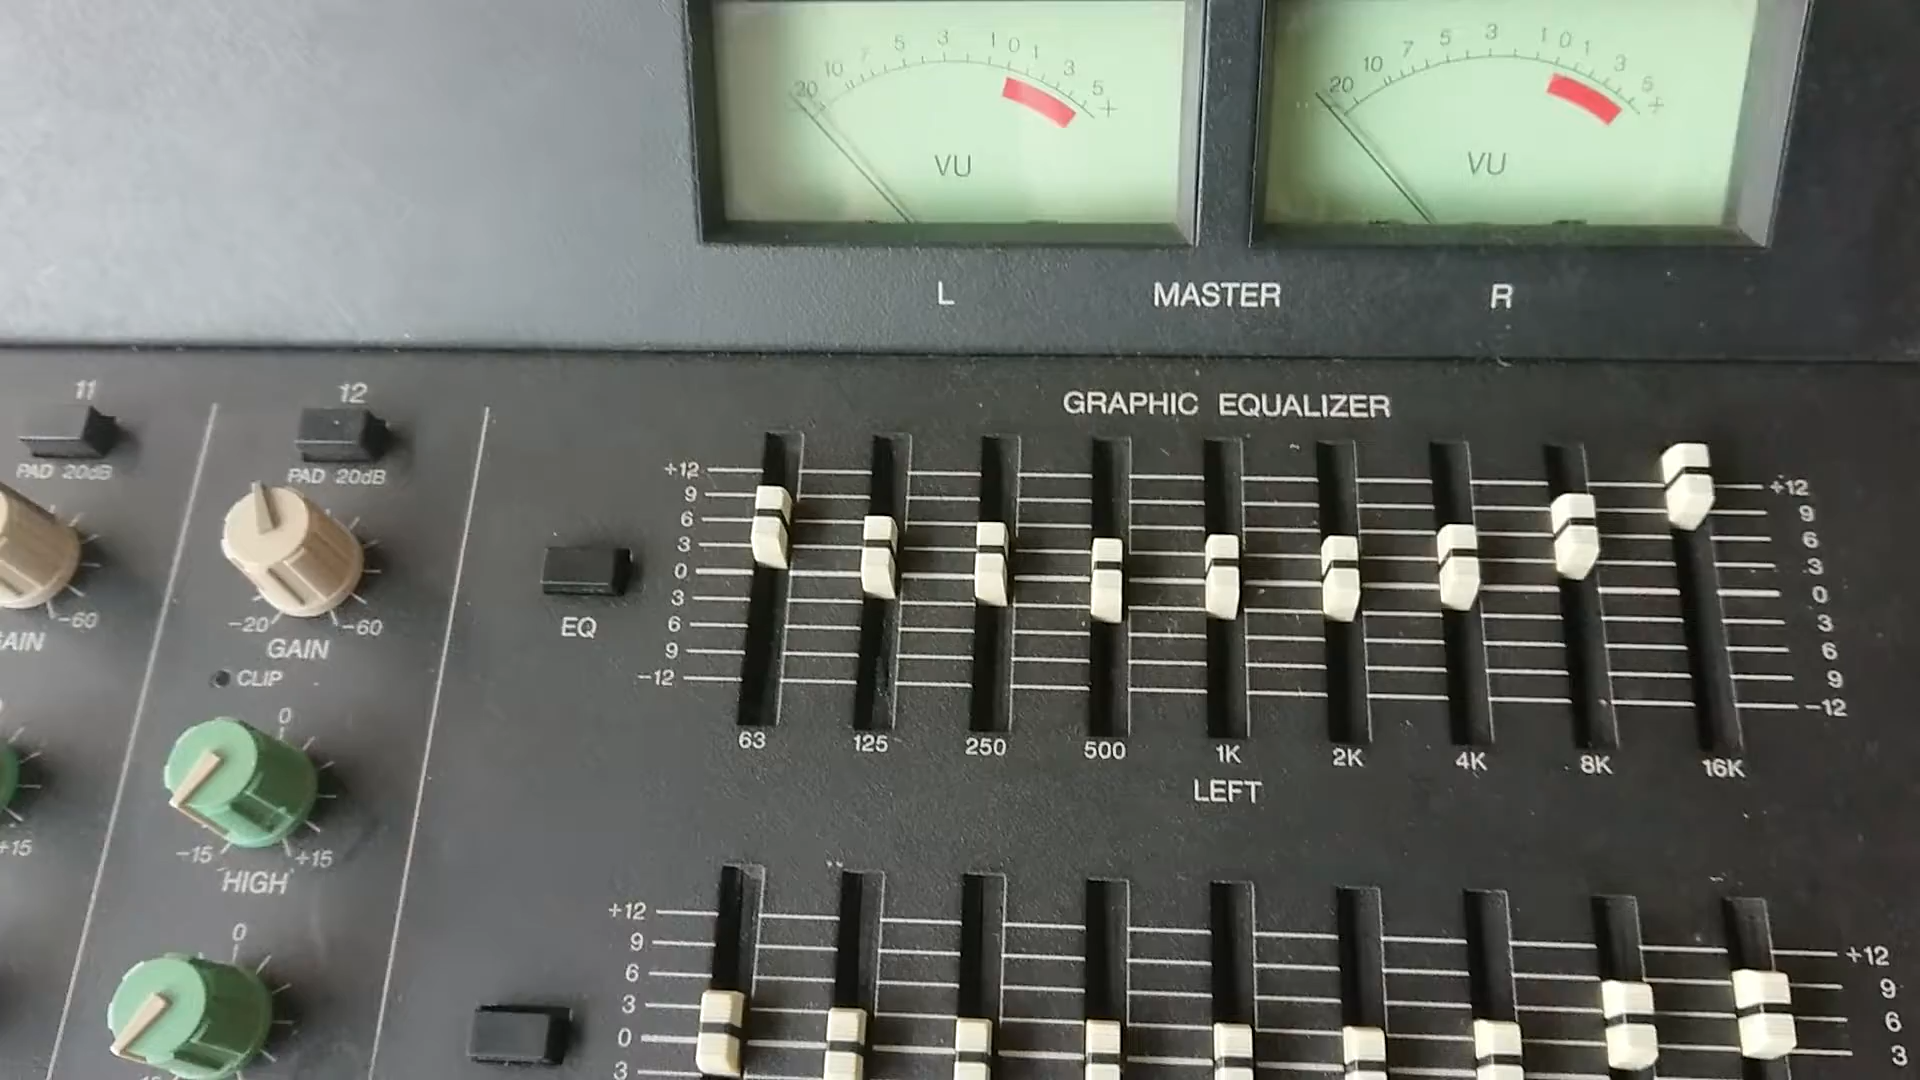 20 10 7 5 3 1 0 1 3 5 +
VU
20 10 7 5 3 1 0 1 3 5 +
VU
L MASTER R
11
PAD 20dB
-60
GAIN
+15
12
PAD 20dB
-20 -60
GAIN
CLIP
0
-15 +15
HIGH
0
GRAPHIC EQUALIZER
EQ
+12 +12
9 9
6 6
3 3
0 0
3 3
6 6
9 9
-12 -12
63 125 250 500 1K 2K 4K 8K 16K
LEFT
+12 +12
9 9
6 6
3 3
0
3